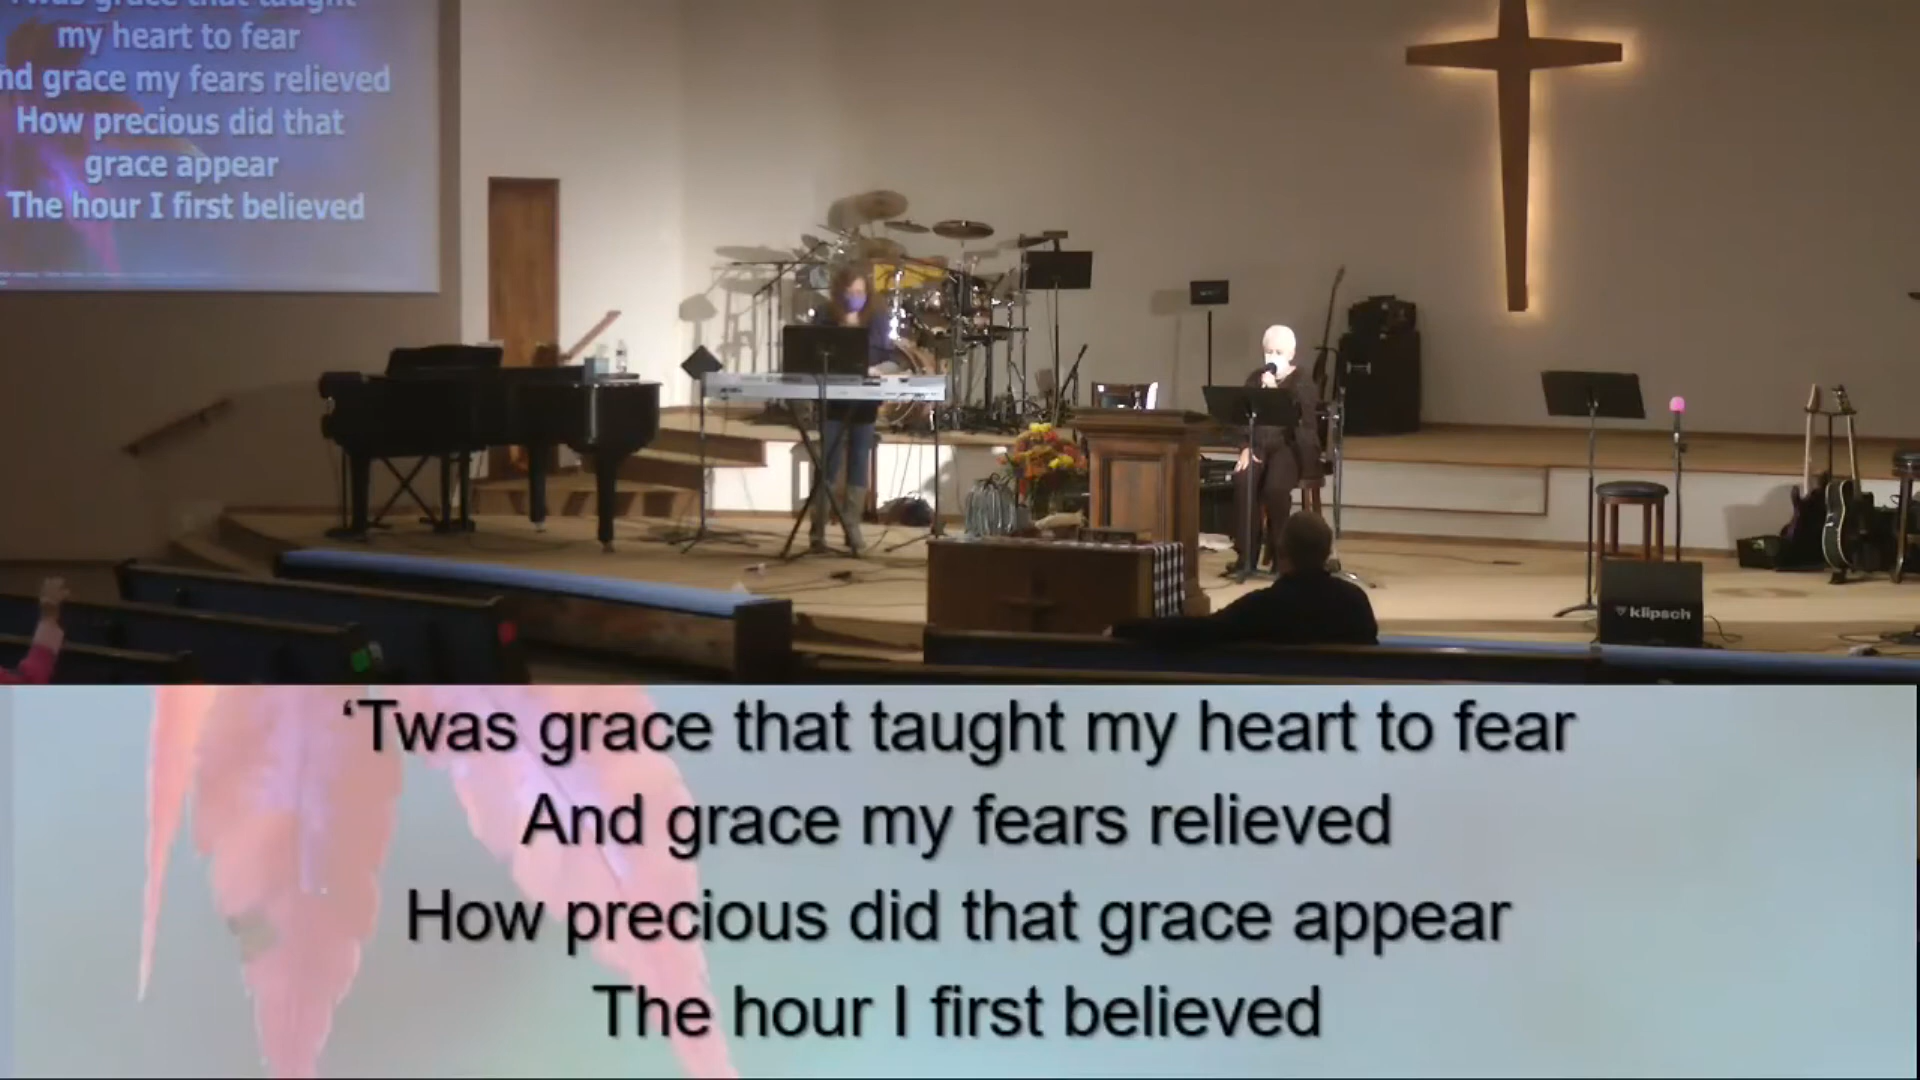 my heart to fear
nd grace my fears relieved
How precious did that
grace appear
The hour I first believed
klipsch
‘Twas grace that taught my heart to fear
And grace my fears relieved
How precious did that grace appear
The hour I first believed